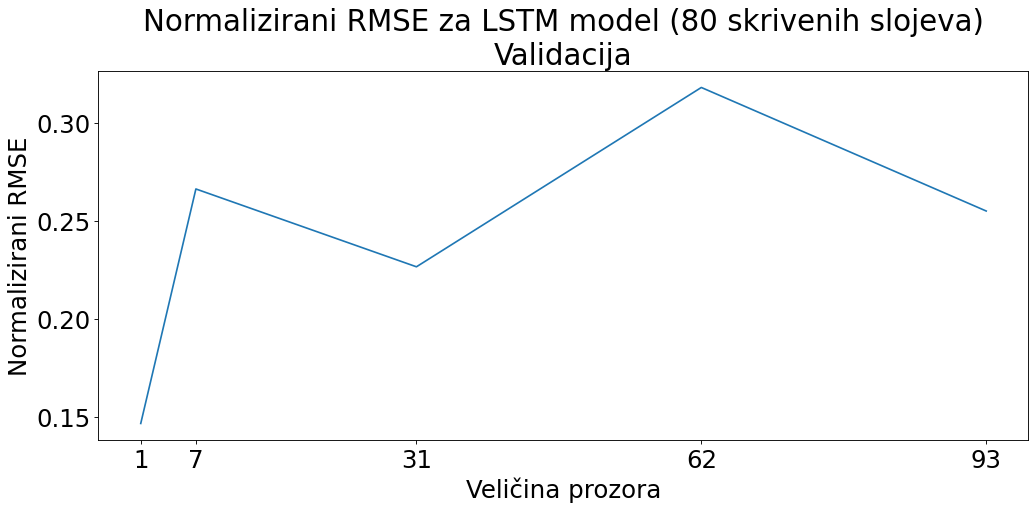 Normalizirani RMSE za LSTM model (80 skrivenih slojeva)
Validacija
Normalizirani RMSE
0.30
0.25
0.20
0.15
1 7 31 62 93
Veličina prozora